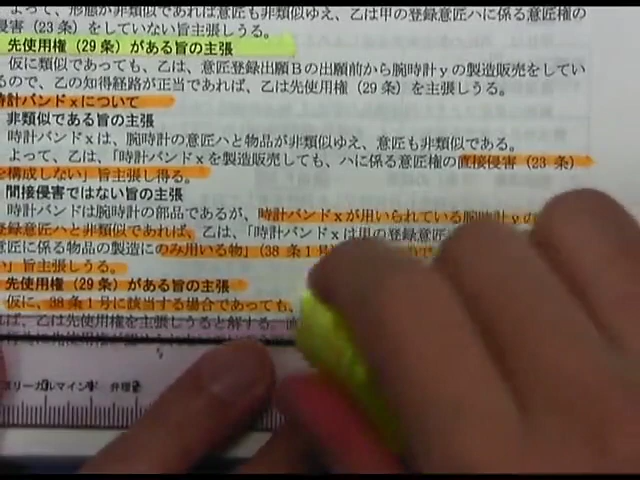 よって、形態が非類似であれば意匠も非類似ゆえ、乙は甲の登録意匠ハに係る意匠権の
侵害(23条)をしていない旨主張しうる。
先使用権(29条)がある旨の主張
仮に類似であっても、乙は、意匠登録出願Bの出願前から腕時計yの製造販売をしてい
るので、乙の知得経路が正当であれば、乙は先使用権(29条)を主張しうる。
時計バンドxについて
非類似である旨の主張
時計バンドxは、腕時計の意匠ハと物品が非類似ゆえ、意匠も非類似である。
よって、乙は、「時計バンドxを製造販売しても、ハに係る意匠権の直接侵害(23条)
を構成しない」旨主張し得る。
間接侵害ではない旨の主張
時計バンドは腕時計の部品であるが、時計バンドxが用いられている腕時計yの
登録意匠ハと非類似であれば、乙は、「時計バンドxは甲の登録意匠
意匠に係る物品の製造にのみ用いる物」(38条1号
い」旨主張しうる。
先使用権(29条)がある旨の主張
仮に、38条1号に該当する場合であっても、
れば、乙は先使用権を主張しうると解する。
リーガルマインド 弁理